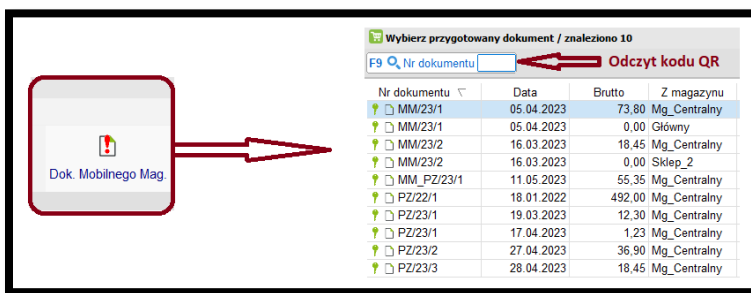 Wybierz przygotowany dokument / znaleziono 10
F9 Nr dokumentu
Odczyt kodu QR
Nr dokumentu Data Brutto Z magazynu
MM/23/1 05.04.2023 73,80 Mg_Centralny
MM/23/1 05.04.2023 0,00 Główny
MM/23/2 16.03.2023 18,45 Mg_Centralny
MM/23/2 16.03.2023 0,00 Sklep_2
MM_PZ/23/1 11.05.2023 55,35 Mg_Centralny
PZ/22/1 18.01.2022 492,00 Mg_Centralny
PZ/23/1 19.03.2023 12,30 Mg_Centralny
PZ/23/1 17.04.2023 1,23 Mg_Centralny
PZ/23/2 27.04.2023 36,90 Mg_Centralny
PZ/23/3 28.04.2023 18,45 Mg_Centralny
Dok. Mobilnego Mag.